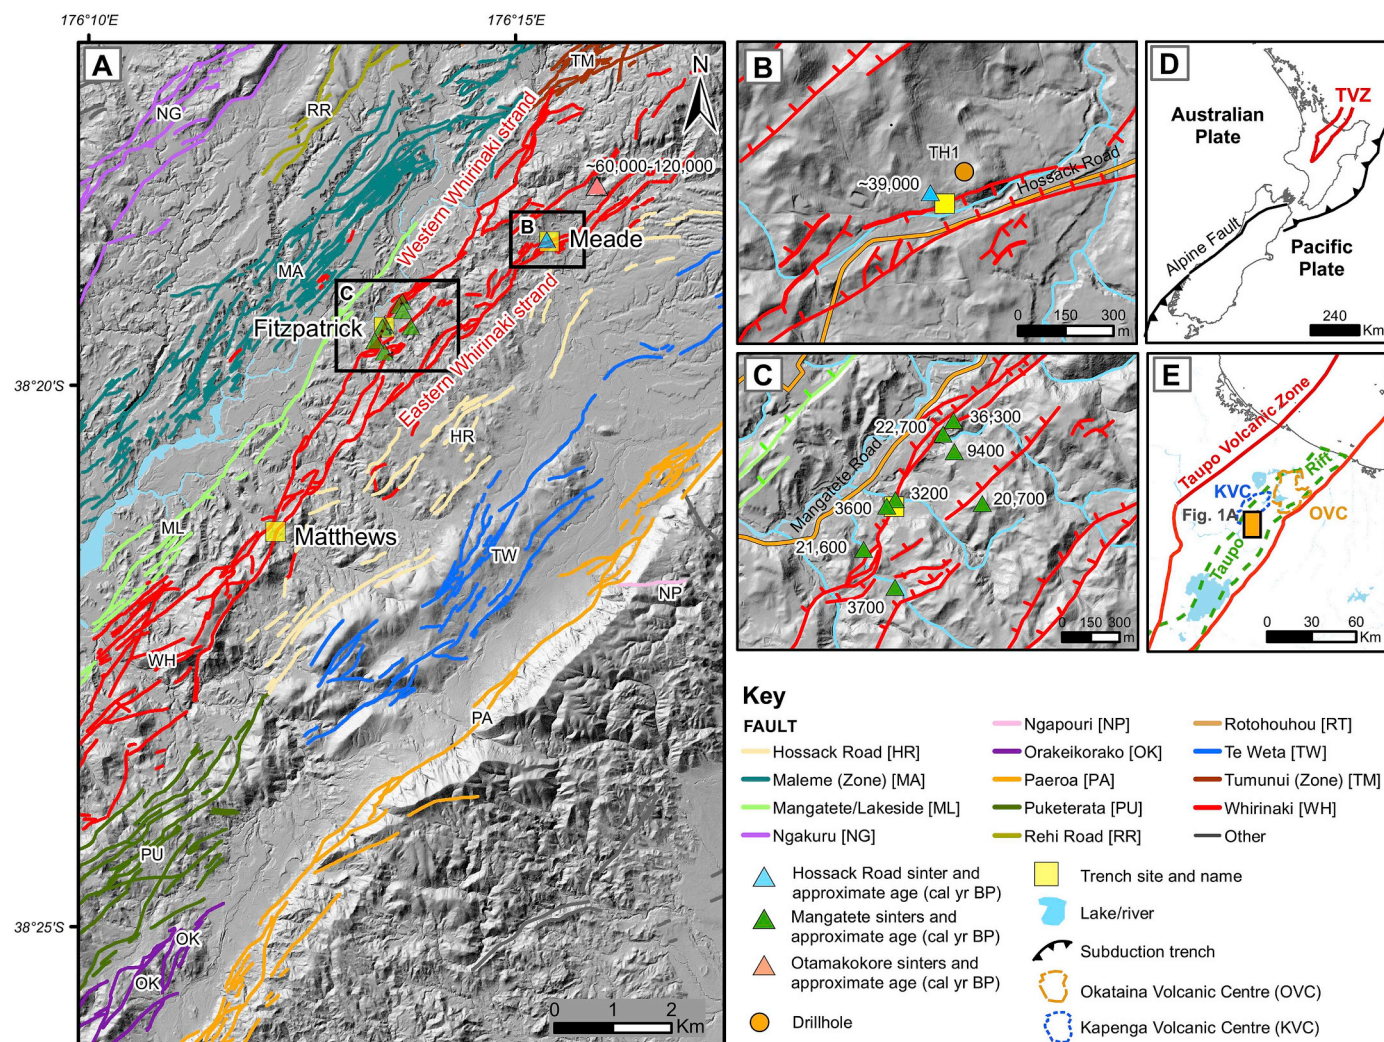 176°10'E
176°15'E
A
N
TM
NG
RR
Western Whirinaki strand
~60,000-120,000
B
Meade
MA
C
Fitzpatrick
Eastern Whirinaki strand
38°20'S
HR
ML
Matthews
TW
NP
WH
PA
PU
38°25'S
OK
OK
0 1 2
Km
B
TH1
~39,000
Hossack Road
0 150 300
m
C
36,300
22,700
9400
Mangatete Road
3200
3600
20,700
21,600
3700
0 150 300
m
D
Australian
Plate
TVZ
Alpine Fault
Pacific
Plate
240
Km
E
Taupo Volcanic Zone
Rift
KVC
Fig. 1A
OVC
Taupo
0 30 60
Km
Key
FAULT
Hossack Road [HR]
Maleme (Zone) [MA]
Mangatete/Lakeside [ML]
Ngakuru [NG]
Ngapouri [NP]
Orakeikorako [OK]
Paeroa [PA]
Puketerata [PU]
Rehi Road [RR]
Rotohouhou [RT]
Te Weta [TW]
Tumunui (Zone) [TM]
Whirinaki [WH]
Other
Hossack Road sinter and
approximate age (cal yr BP)
Mangatete sinters and
approximate age (cal yr BP)
Otamakokore sinters and
approximate age (cal yr BP)
Drillhole
Trench site and name
Lake/river
Subduction trench
Okataina Volcanic Centre (OVC)
Kapenga Volcanic Centre (KVC)